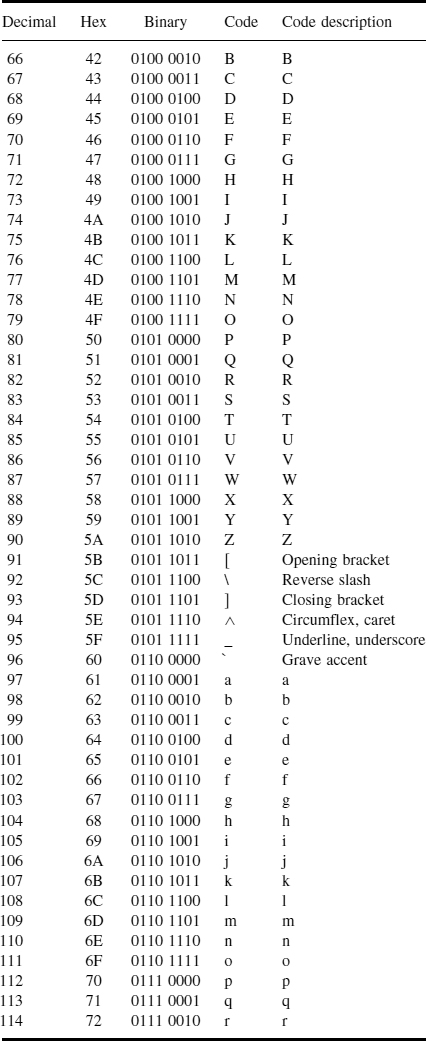 Decimal Hex Binary Code Code description
66 42 0100 0010 B B
67 43 0100 0011 C C
68 44 0100 0100 D D
69 45 0100 0101 E E
70 46 0100 0110 F F
71 47 0100 0111 G G
72 48 0100 1000 H H
73 49 0100 1001 I I
74 4A 0100 1010 J J
75 4B 0100 1011 K K
76 4C 0100 1100 L L
77 4D 0100 1101 M M
78 4E 0100 1110 N N
79 4F 0100 1111 O O
80 50 0101 0000 P P
81 51 0101 0001 Q Q
82 52 0101 0010 R R
83 53 0101 0011 S S
84 54 0101 0100 T T
85 55 0101 0101 U U
86 56 0101 0110 V V
87 57 0101 0111 W W
88 58 0101 1000 X X
89 59 0101 1001 Y Y
90 5A 0101 1010 Z Z
91 5B 0101 1011 [ Opening bracket
92 5C 0101 1100 \ Reverse slash
93 5D 0101 1101 ] Closing bracket
94 5E 0101 1110 ∧ Circumflex, caret
95 5F 0101 1111 _ Underline, underscore
96 60 0110 0000 ` Grave accent
97 61 0110 0001 a a
98 62 0110 0010 b b
99 63 0110 0011 c c
100 64 0110 0100 d d
101 65 0110 0101 e e
102 66 0110 0110 f f
103 67 0110 0111 g g
104 68 0110 1000 h h
105 69 0110 1001 i i
106 6A 0110 1010 j j
107 6B 0110 1011 k k
108 6C 0110 1100 l l
109 6D 0110 1101 m m
110 6E 0110 1110 n n
111 6F 0110 1111 o o
112 70 0111 0000 p p
113 71 0111 0001 q q
114 72 0111 0010 r r